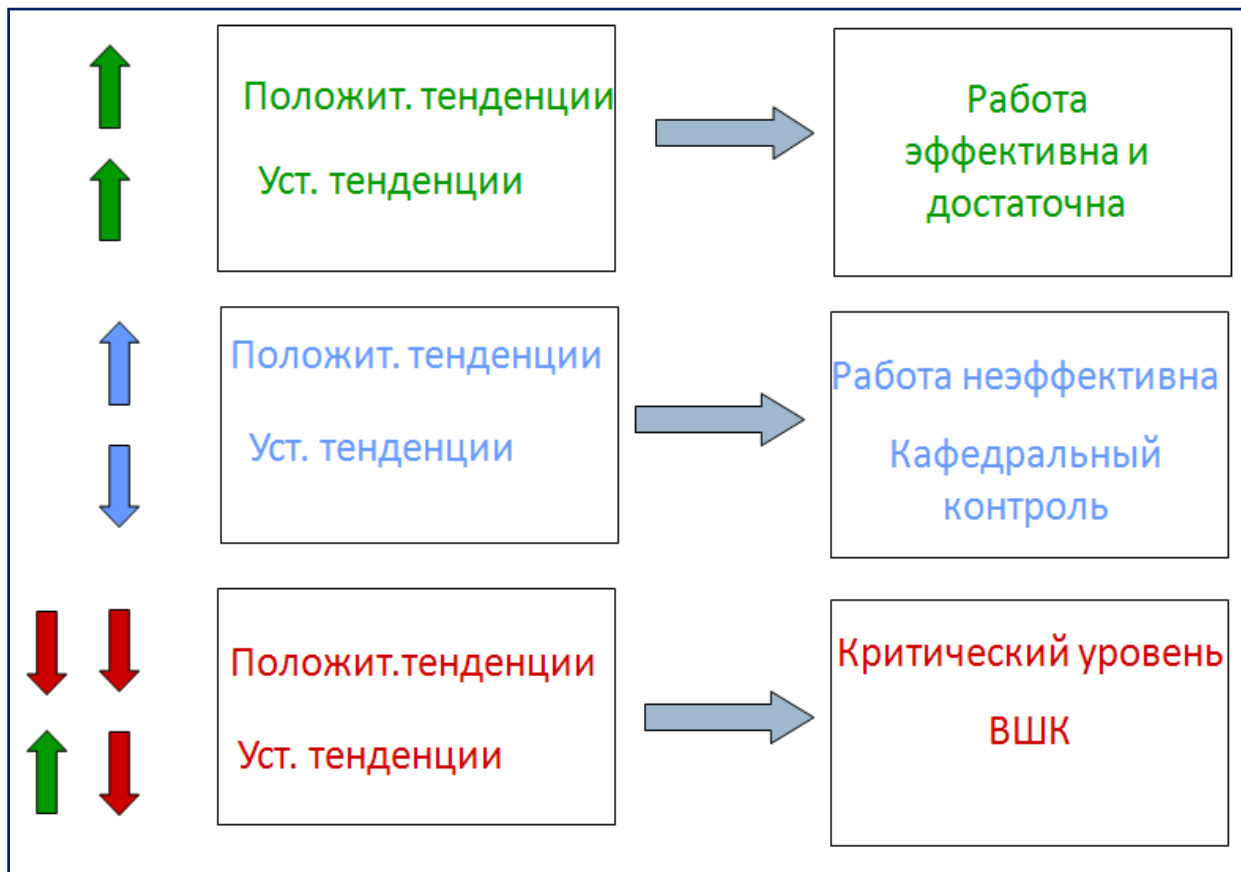 Положит. тенденции
Уст. тенденции
Работа
эффективна и
достаточна
Положит. тенденции
Уст. тенденции
Работа неэффективна
Кафедральный
контроль
Положит.тенденции
Уст. тенденции
Критический уровень
ВШК